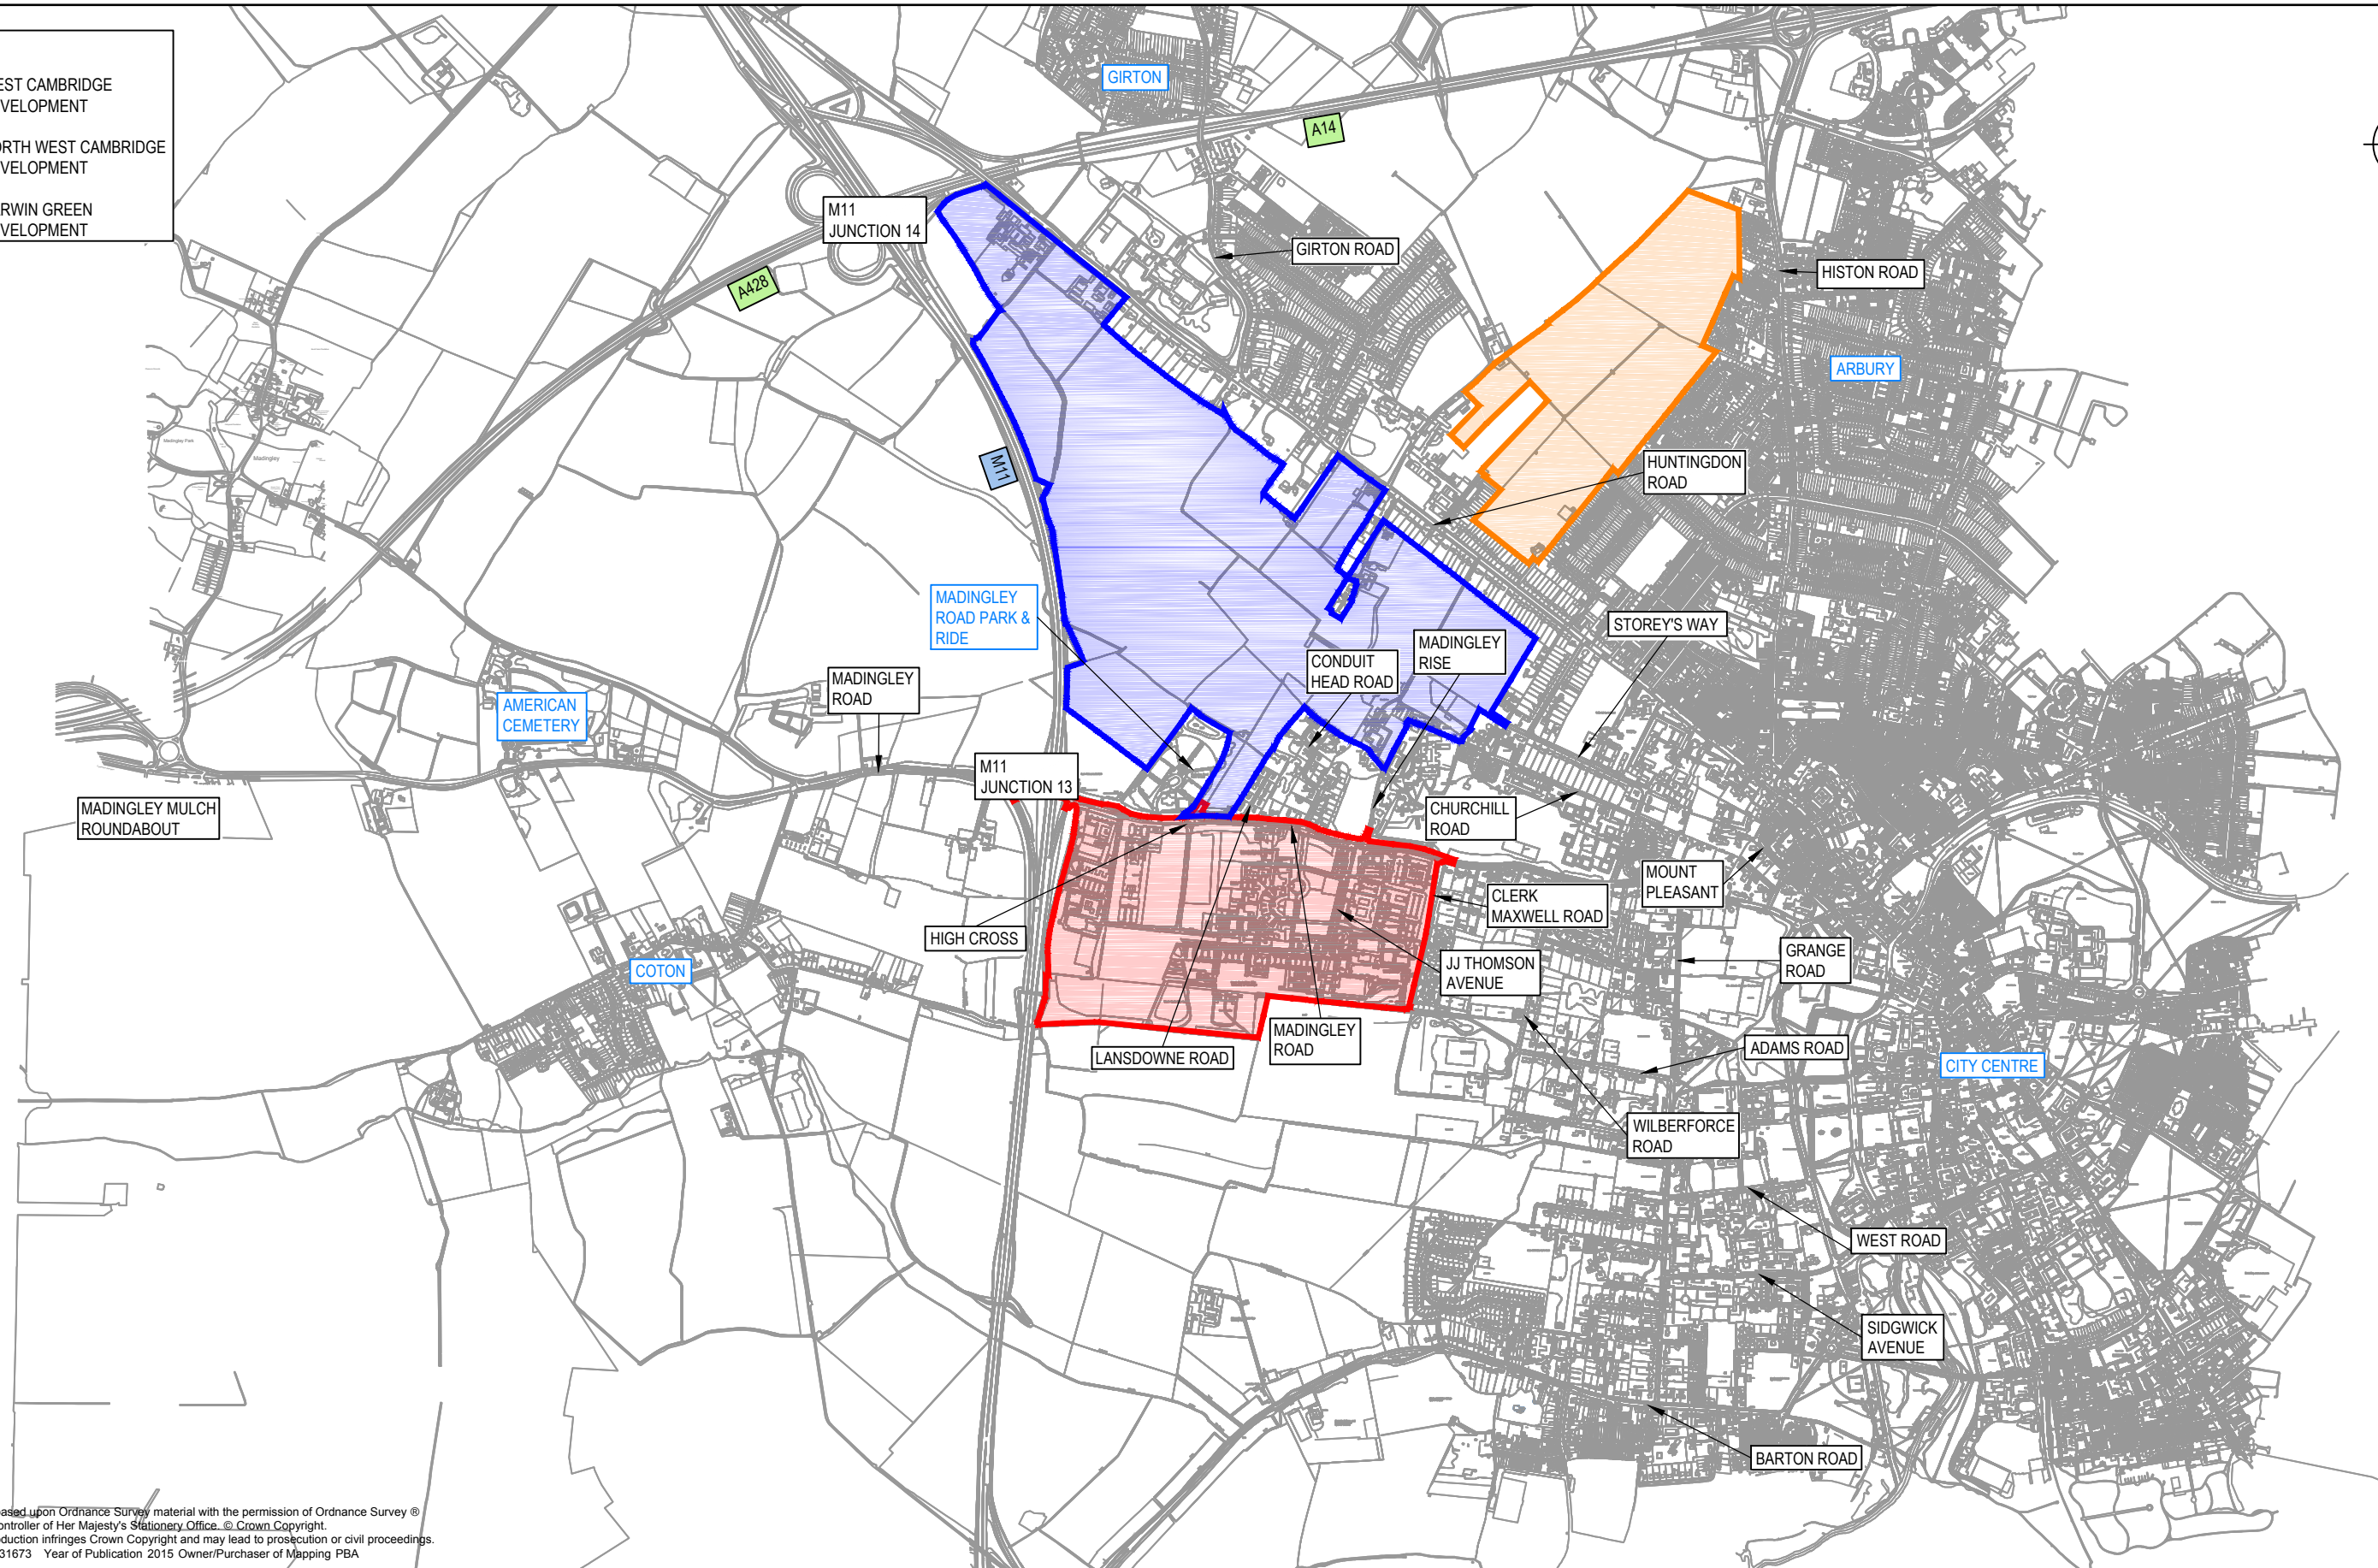 EST CAMBRIDGE
VELOPMENT
ORTH WEST CAMBRIDGE
VELOPMENT
RWIN GREEN
VELOPMENT
GIRTON
A14
M11
JUNCTION 14
GIRTON ROAD
HISTON ROAD
A428
ARBURY
Madingley Park
Madingley
M11
HUNTINGDON
ROAD
MADINGLEY
ROAD PARK &
RIDE
STOREY'S WAY
MADINGLEY
RISE
CONDUIT
HEAD ROAD
MADINGLEY
ROAD
AMERICAN
CEMETERY
M11
JUNCTION 13
MADINGLEY MULCH
ROUNDABOUT
CHURCHILL
ROAD
MOUNT
PLEASANT
CLERK
MAXWELL ROAD
HIGH CROSS
GRANGE
ROAD
COTON
JJ THOMSON
AVENUE
MADINGLEY
ROAD
LANSDOWNE ROAD
ADAMS ROAD
CITY CENTRE
WILBERFORCE
ROAD
WEST ROAD
SIDGWICK
AVENUE
BARTON ROAD
ased upon Ordnance Survey material with the permission of Ordnance Survey ®
ontroller of Her Majesty's Stationery Office. © Crown Copyright.
duction infringes Crown Copyright and may lead to prosecution or civil proceedings.
31673 Year of Publication 2015 Owner/Purchaser of Mapping PBA